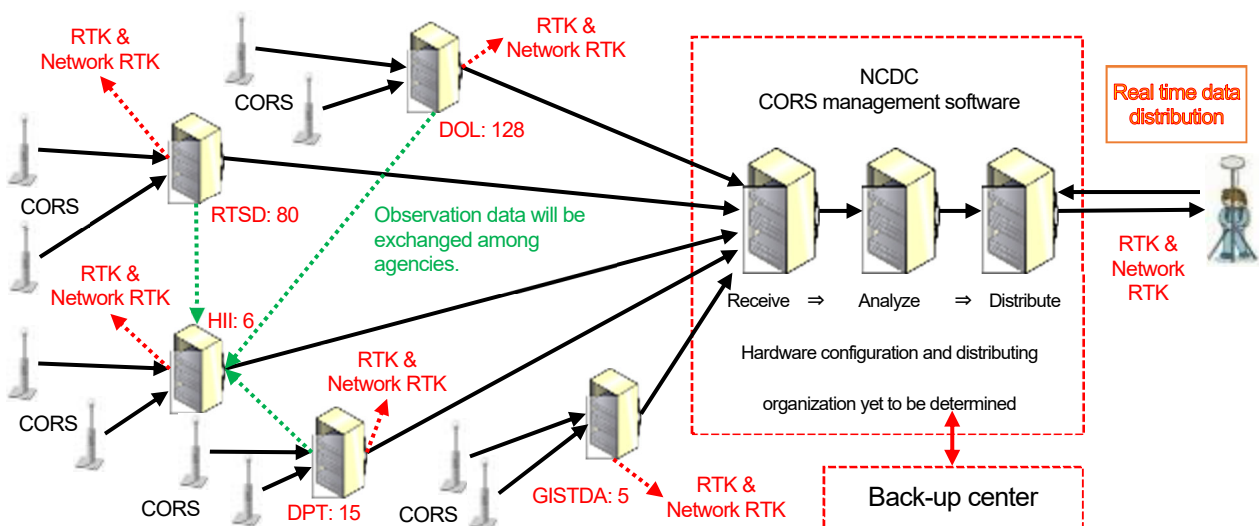 RTK &
Network RTK
CORS
RTSD: 80
CORS
RTK &
Network RTK
DOL: 128
Observation data will be
exchanged among
agencies.
RTK &
Network RTK
HII: 6
CORS
RTK &
Network RTK
CORS
DPT: 15
CORS
GISTDA: 5
RTK &
Network RTK
NCDC
CORS management software
Receive ⇒ Analyze ⇒ Distribute
Hardware configuration and distributing
organization yet to be determined
Back-up center
Real time data
distribution
RTK &
Network
RTK